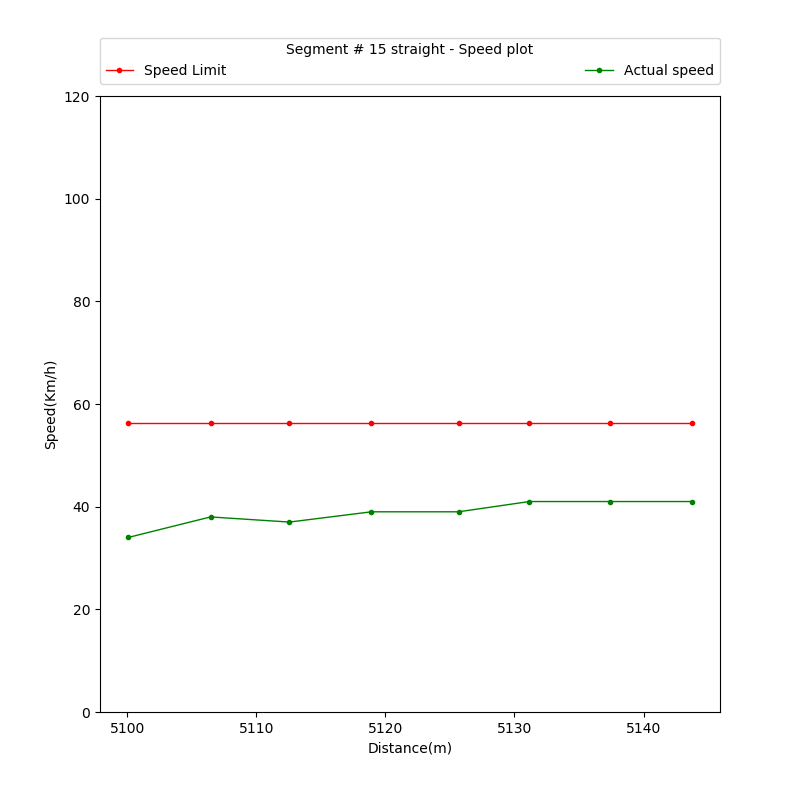 Segment # 15 straight - Speed plot
Speed Limit
Actual speed
120
100
80
60
40
20
0
Speed(Km/h)
5100
5110
5120
5130
5140
Distance(m)